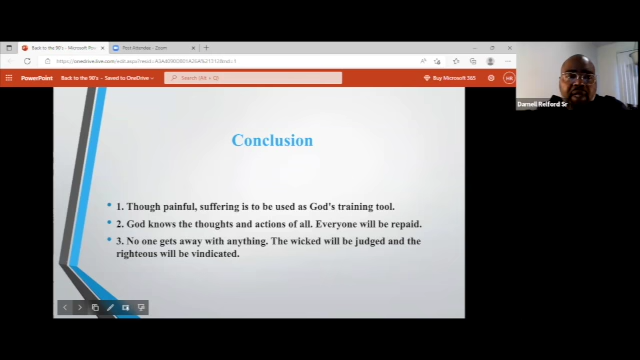 Back to the 90's - Microsoft Pow
Post Attendee - Zoom
PowerPoint
Back to the 90's - Saved to OneDrive
Search (Alt + Q)
Buy Microsoft 365
HR
Darnell Relford Sr
Conclusion
1. Though painful, suffering is to be used as God's training tool.
2. God knows the thoughts and actions of all. Everyone will be repaid.
3. No one gets away with anything. The wicked will be judged and the
righteous will be vindicated.